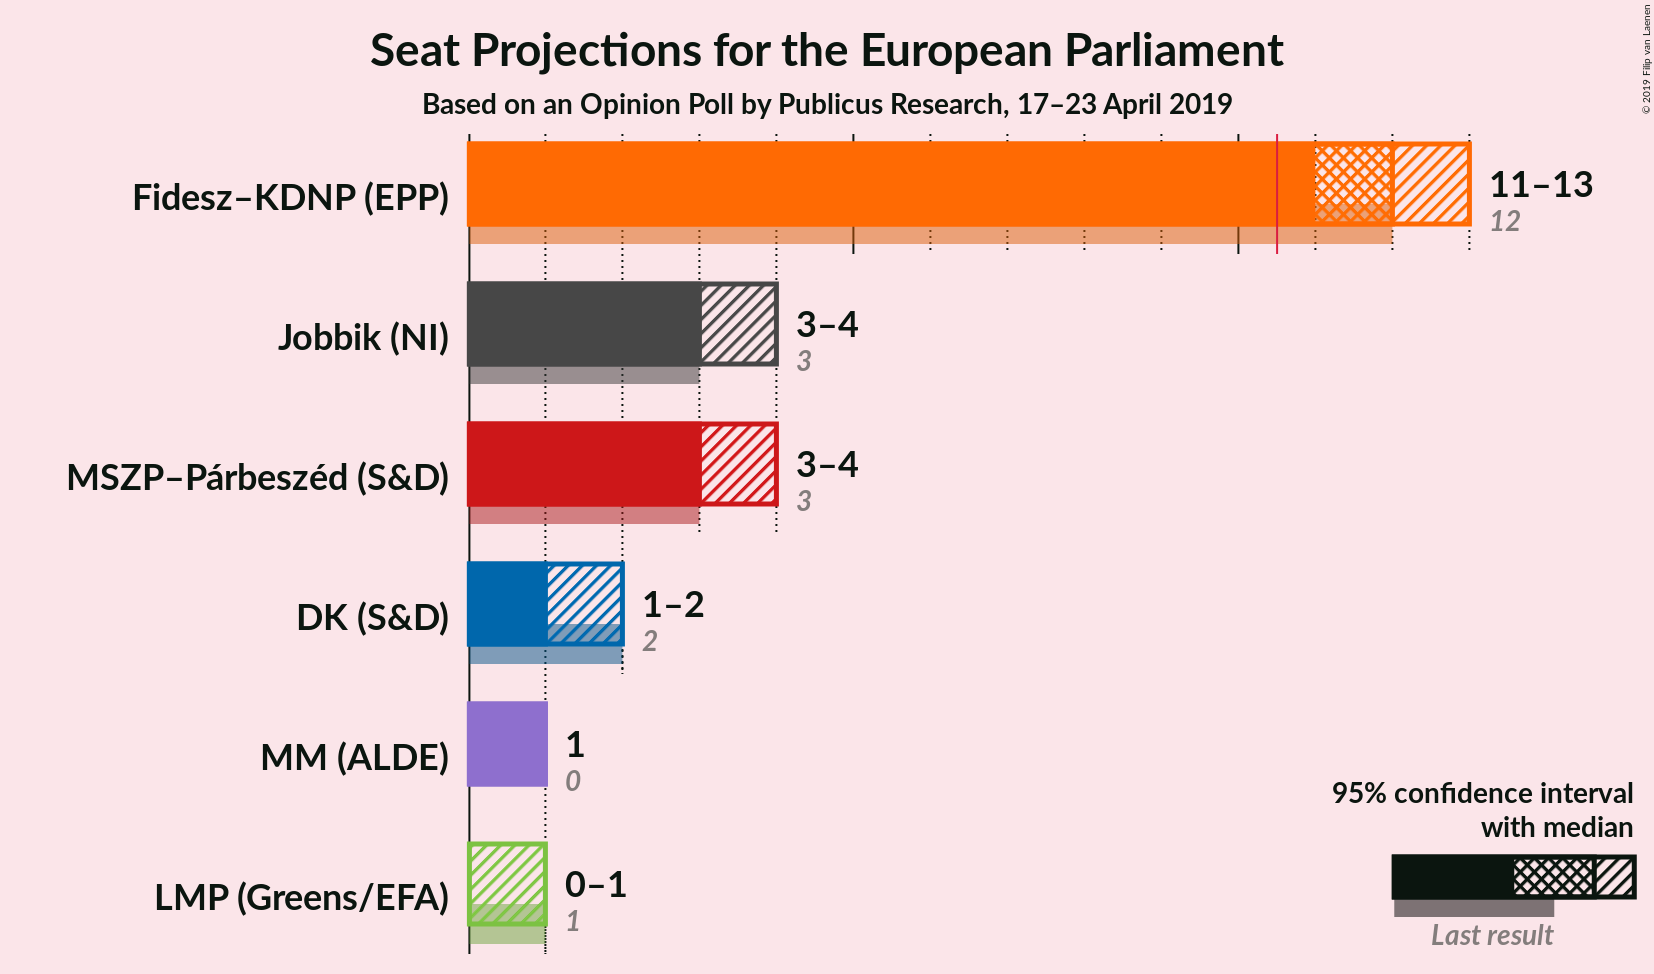 Seat Projections for the European Parliament
Based on an Opinion Poll by Publicus Research, 17–23 April 2019
© 2019 Filip van Laenen
Fidesz–KDNP (EPP)
11–13
12
Jobbik (NI)
3–4
3
MSZP–Párbeszéd (S&D)
3–4
3
DK (S&D)
1–2
2
MM (ALDE)
1
0
LMP (Greens/EFA)
0–1
1
95% confidence interval
with median
Last result